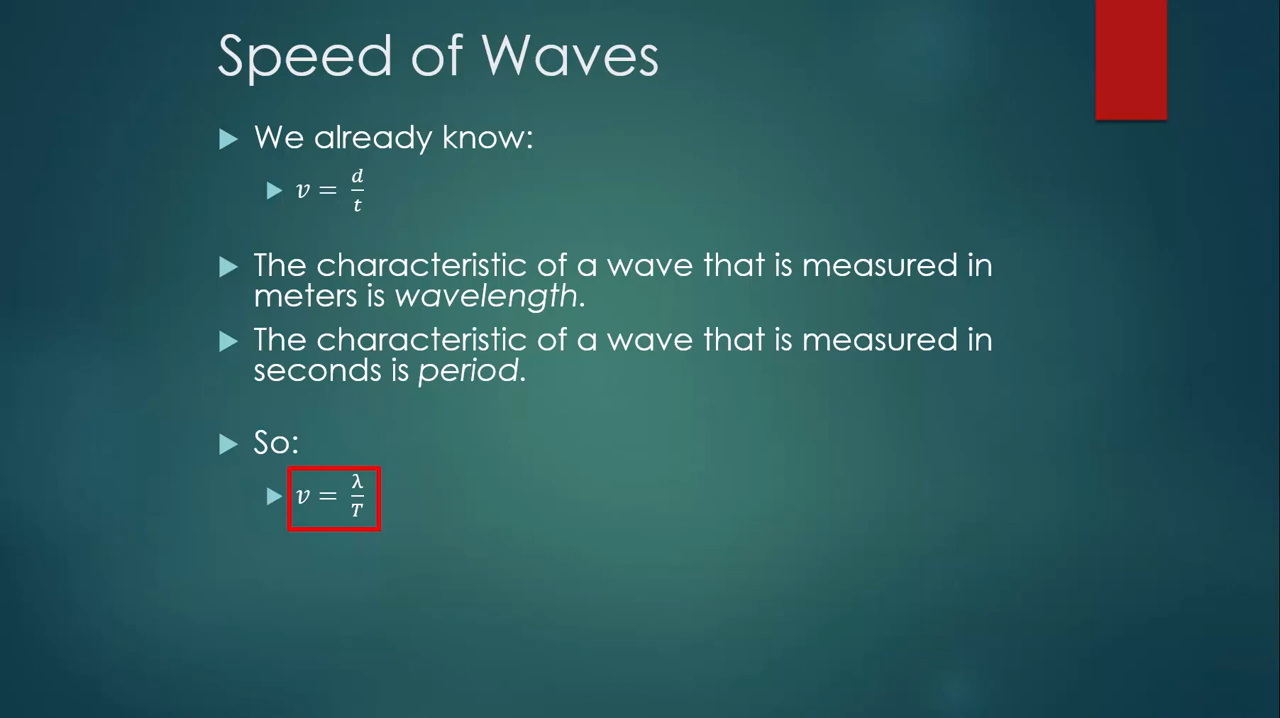 Speed of Waves
We already know:
v = d/t
The characteristic of a wave that is measured in
meters is wavelength.
The characteristic of a wave that is measured in
seconds is period.
So:
v = λ/T